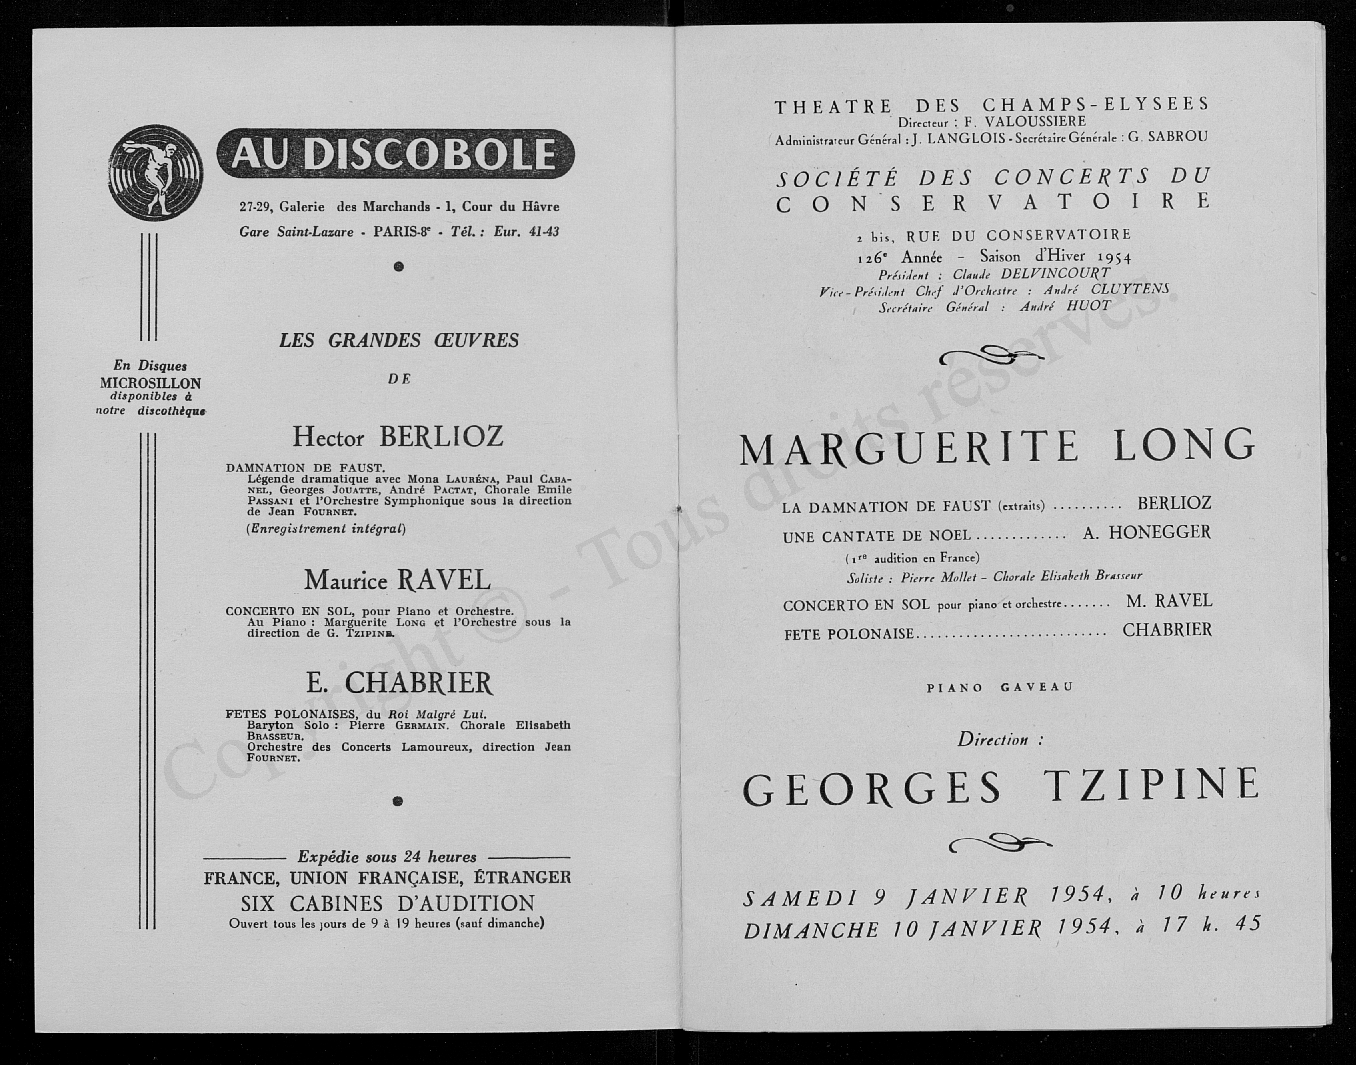 AU DISCOBOLE
27-29, Galerie des Marchands - 1, Cour du Hâvre
Gare Saint-Lazare - PARIS-8e - Tél. : Eur. 41-43
En Disques
MICROSILLON
disponibles à
notre discothèque
LES GRANDES ŒUVRES
DE
Hector BERLIOZ
DAMNATION DE FAUST.
Légende dramatique avec Mona LAURÉNA, Paul CABA-
NEL, Georges JOUATTE, André PACTAT, Chorale Emile
PASSANI et l'Orchestre Symphonique sous la direction
de Jean FOURNET.
(Enregistrement intégral)
Maurice RAVEL
CONCERTO EN SOL, pour Piano et Orchestre.
Au Piano : Marguerite LONG et l'Orchestre sous la
direction de G. TZIPINE.
E. CHABRIER
FETES POLONAISES, du Roi Malgré Lui.
Baryton Solo : Pierre GERMAIN. Chorale Elisabeth
BRASSEUR.
Orchestre des Concerts Lamoureux, direction Jean
FOURNET.
Expédie sous 24 heures
FRANCE, UNION FRANÇAISE, ÉTRANGER
SIX CABINES D'AUDITION
Ouvert tous les jours de 9 à 19 heures (sauf dimanche)
THEATRE DES CHAMPS-ELYSEES
Directeur : F. VALOUSSIERE
Administrateur Général : J. LANGLOIS - Secrétaire Générale : G. SABROU
SOCIÉTÉ DES CONCERTS DU
CONSERVATOIRE
2 bis, RUE DU CONSERVATOIRE
126e Année - Saison d'Hiver 1954
Président : Claude DELVINCOURT
Vice-Président Chef d'Orchestre : André CLUYTENS
Secrétaire Général : André HUOT
MARGUERITE LONG
LA DAMNATION DE FAUST (extraits) .......... BERLIOZ
UNE CANTATE DE NOEL ............. A. HONEGGER
(1re audition en France)
Soliste : Pierre Mollet - Chorale Elisabeth Brasseur
CONCERTO EN SOL pour piano et orchestre....... M. RAVEL
FETE POLONAISE........................... CHABRIER
PIANO GAVEAU
Direction :
GEORGES TZIPINE
SAMEDI 9 JANVIER 1954, à 10 heures
DIMANCHE 10 JANVIER 1954, à 17 h. 45
Copyright © - Tous droits réservés.